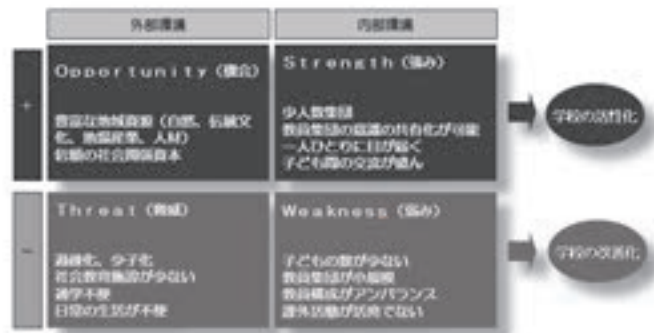 外部環境
内部環境
+
Opportunity（機会）
豊富な地域資源（自然、伝統文
化、地場産業、人材）
信頼の社会関係資本
Strength（強み）
少人数集団
教員集団の意識の共有化が可能
一人ひとりに目が届く
子ども間の交流が盛ん
学校の活性化
－
Threat（脅威）
過疎化、少子化
社会教育施設が少ない
通学不便
日常の生活が不便
Weakness（弱み）
子どもの数が少ない
教員集団が小規模
教員構成がアンバランス
課外活動が活発でない
学校の改善化